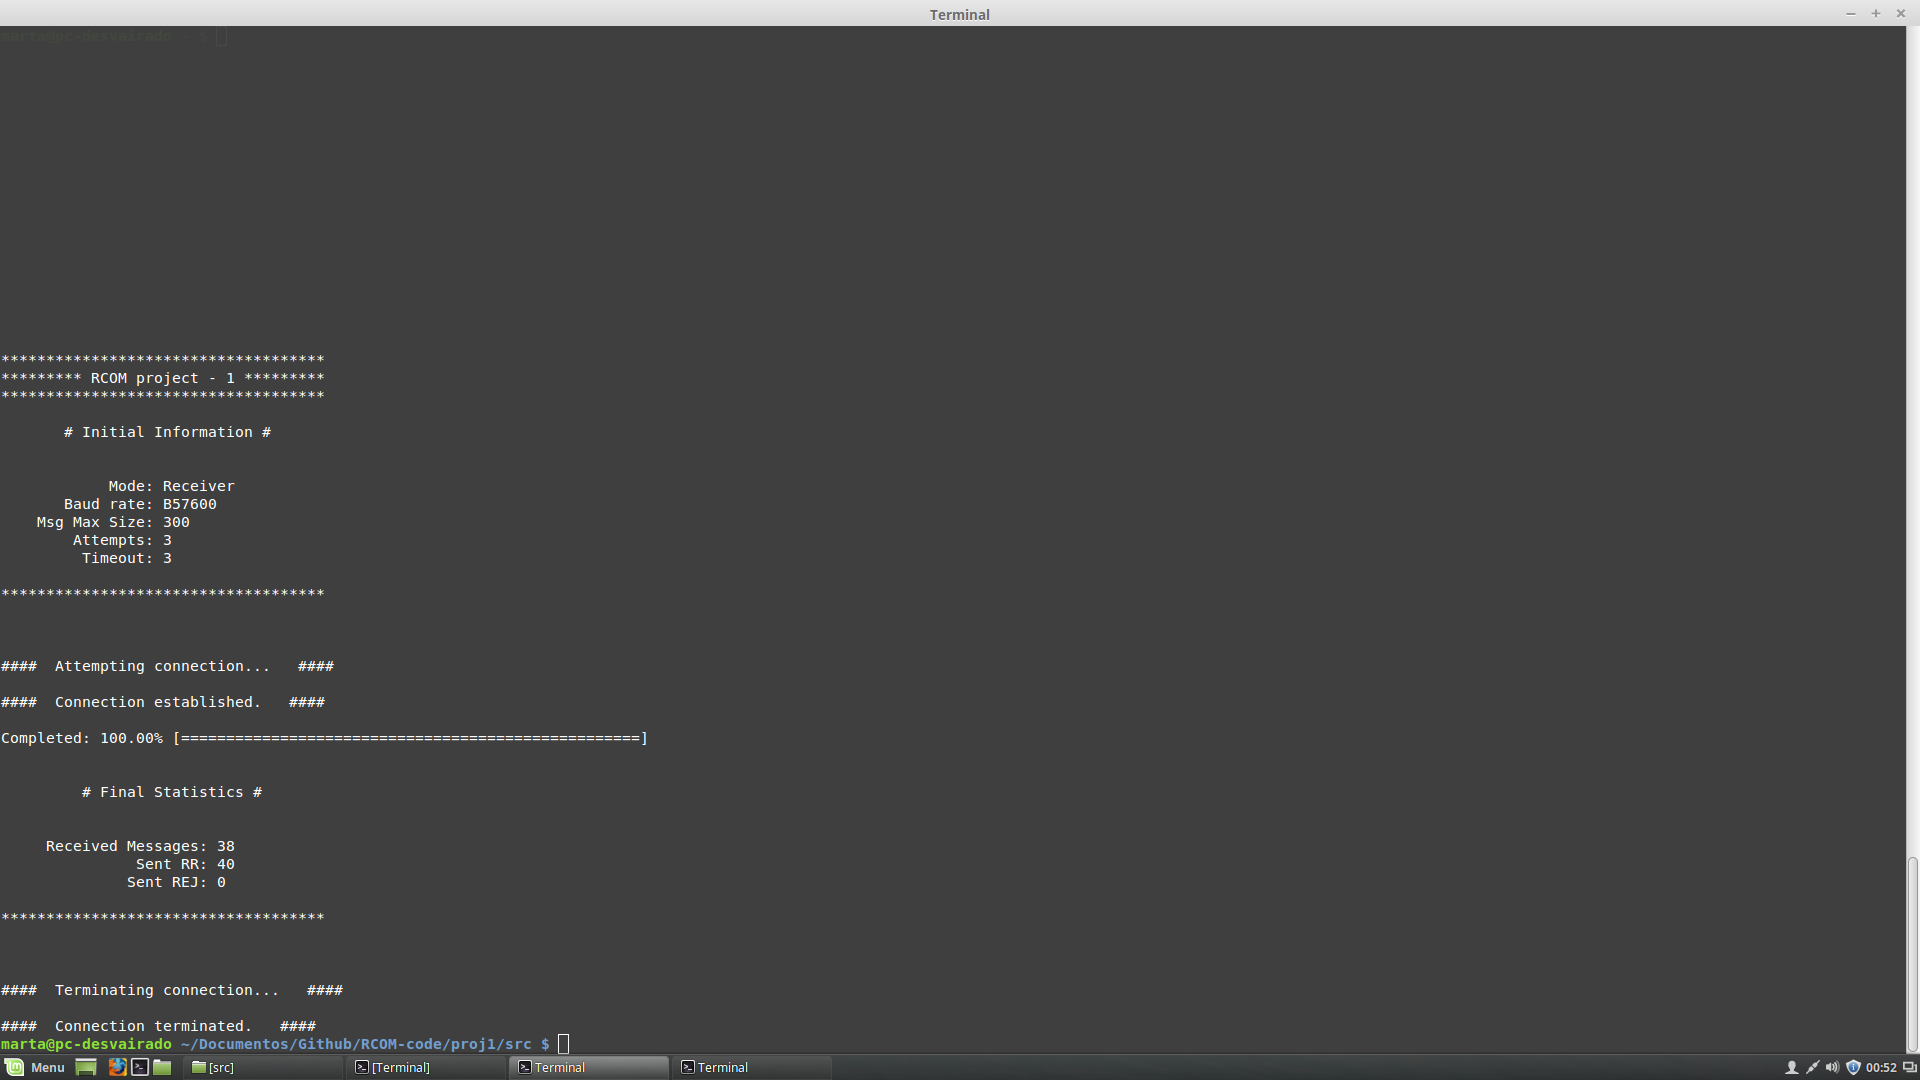 Terminal
marta@pc-desvairado ~ $
************************************
********* RCOM project - 1 *********
************************************
# Initial Information #
Mode: Receiver
Baud rate: B57600
Msg Max Size: 300
Attempts: 3
Timeout: 3
************************************
####  Attempting connection...   ####
####  Connection established.   ####
Completed: 100.00% [===================================================]
# Final Statistics #
Received Messages: 38
Sent RR: 40
Sent REJ: 0
************************************
####  Terminating connection...   ####
####  Connection terminated.   ####
marta@pc-desvairado ~/Documentos/Github/RCOM-code/proj1/src $
Menu [src] [Terminal] Terminal Terminal 00:52